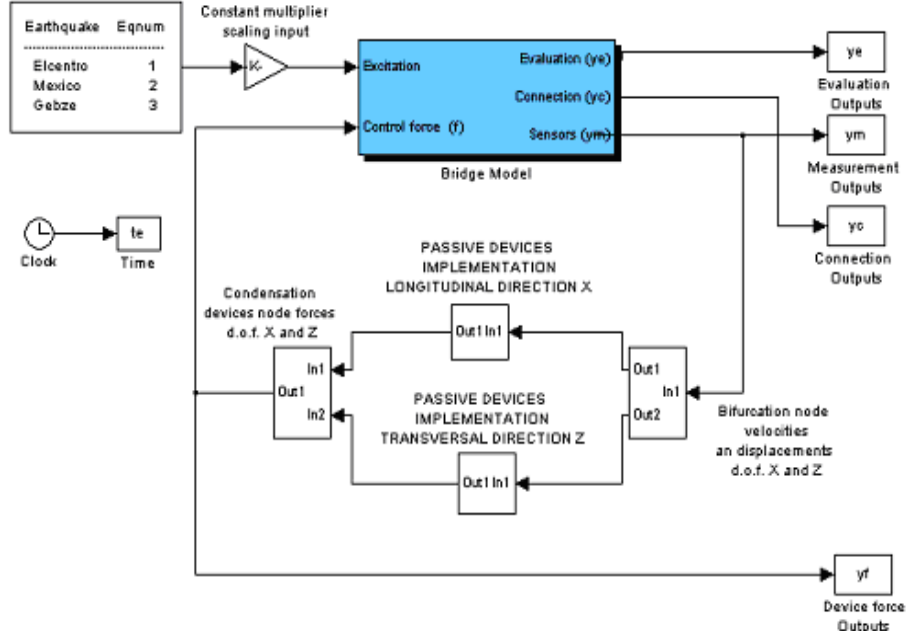 Earthquake Eqnum
Elcentro 1
Mexico 2
Gebze 3
Constant multiplier
scaling input
K-
Excitation
Control force (f)
Evaluation (ye)
Connection (yc)
Sensors (ym)
Bridge Model
ye
Evaluation
Outputs
ym
Measurement
Outputs
yc
Connection
Outputs
Clock
te
Time
PASSIVE DEVICES
IMPLEMENTATION
LONGITUDINAL DIRECTION X
Out1 In1
Condensation
devices node forces
d.o.f. X and Z
In1
Out1
In2
PASSIVE DEVICES
IMPLEMENTATION
TRANSVERSAL DIRECTION Z
Out1 In1
Out1
In1
Out2
Bifurcation node
velocities
an displacements
d.o.f. X and Z
yf
Device force
Outputs